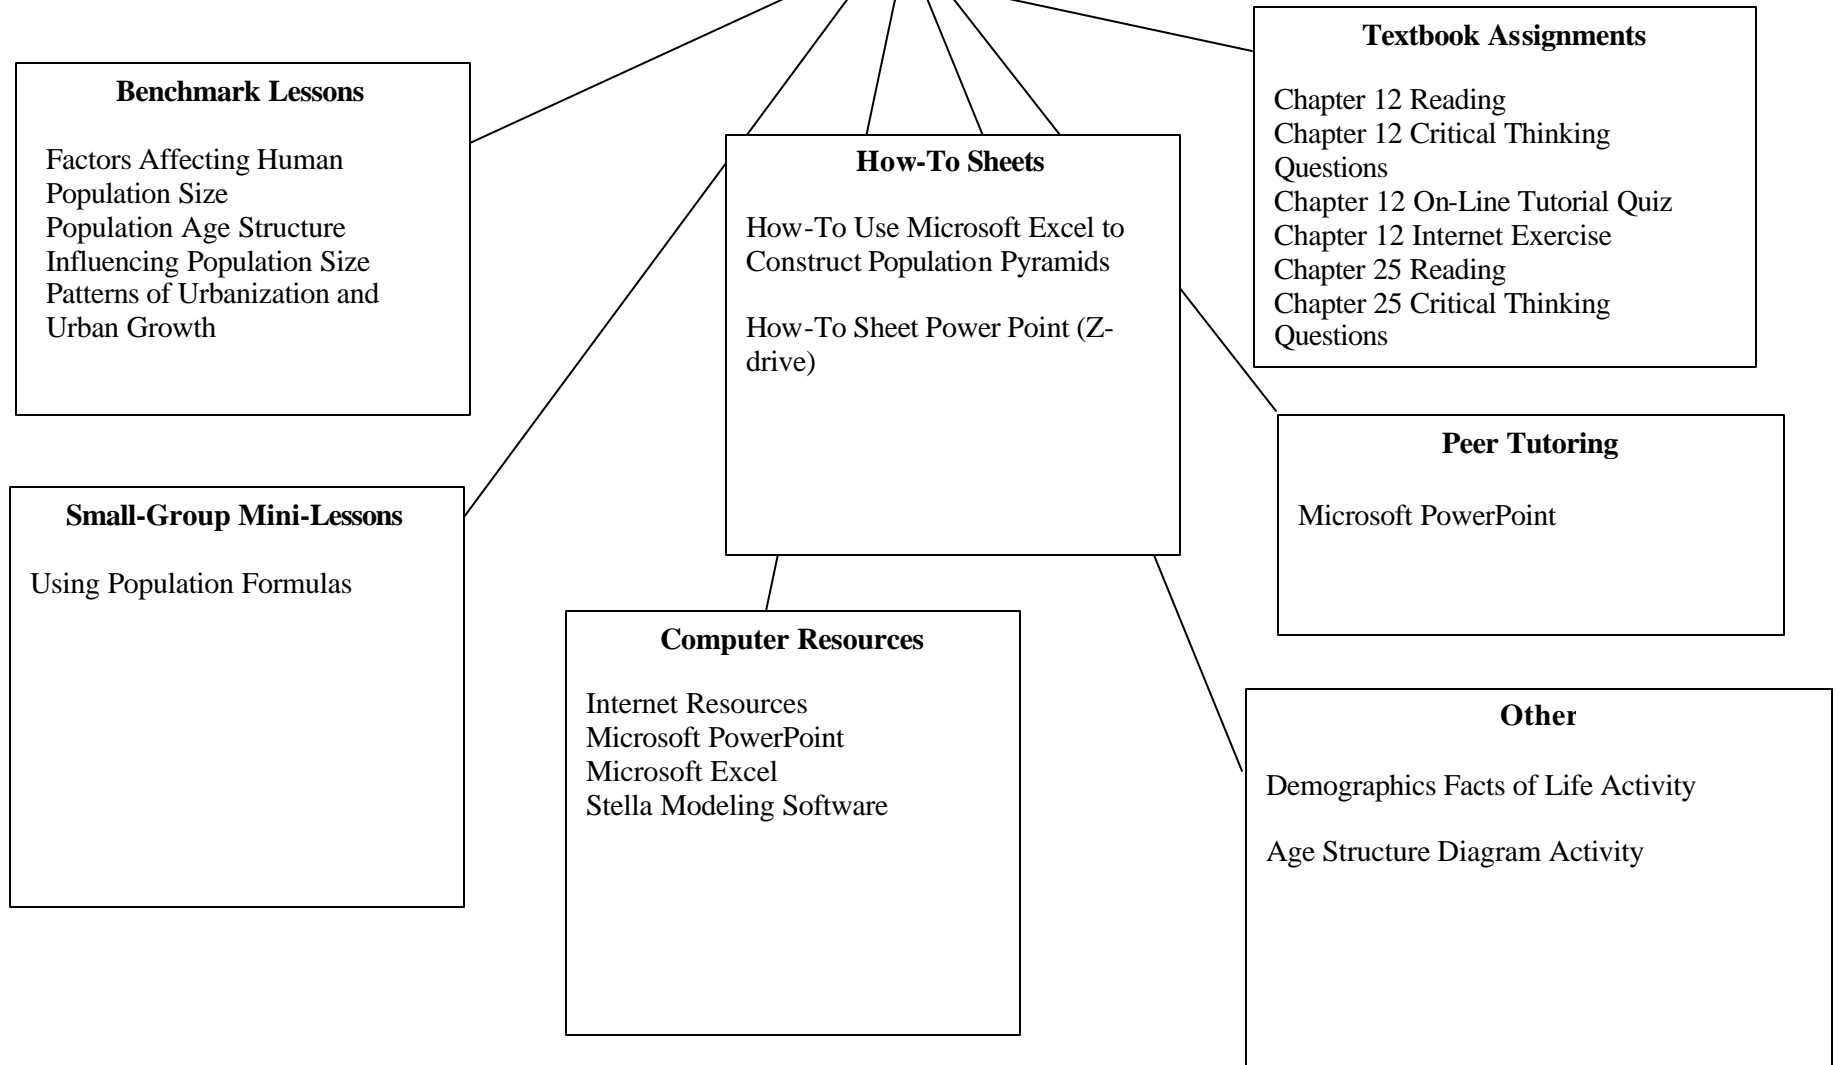 Benchmark Lessons
Factors Affecting Human
Population Size
Population Age Structure
Influencing Population Size
Patterns of Urbanization and
Urban Growth
Small-Group Mini-Lessons
Using Population Formulas
How-To Sheets
How-To Use Microsoft Excel to
Construct Population Pyramids
How-To Sheet Power Point (Z-
drive)
Computer Resources
Internet Resources
Microsoft PowerPoint
Microsoft Excel
Stella Modeling Software
Textbook Assignments
Chapter 12 Reading
Chapter 12 Critical Thinking
Questions
Chapter 12 On-Line Tutorial Quiz
Chapter 12 Internet Exercise
Chapter 25 Reading
Chapter 25 Critical Thinking
Questions
Peer Tutoring
Microsoft PowerPoint
Other
Demographics Facts of Life Activity
Age Structure Diagram Activity